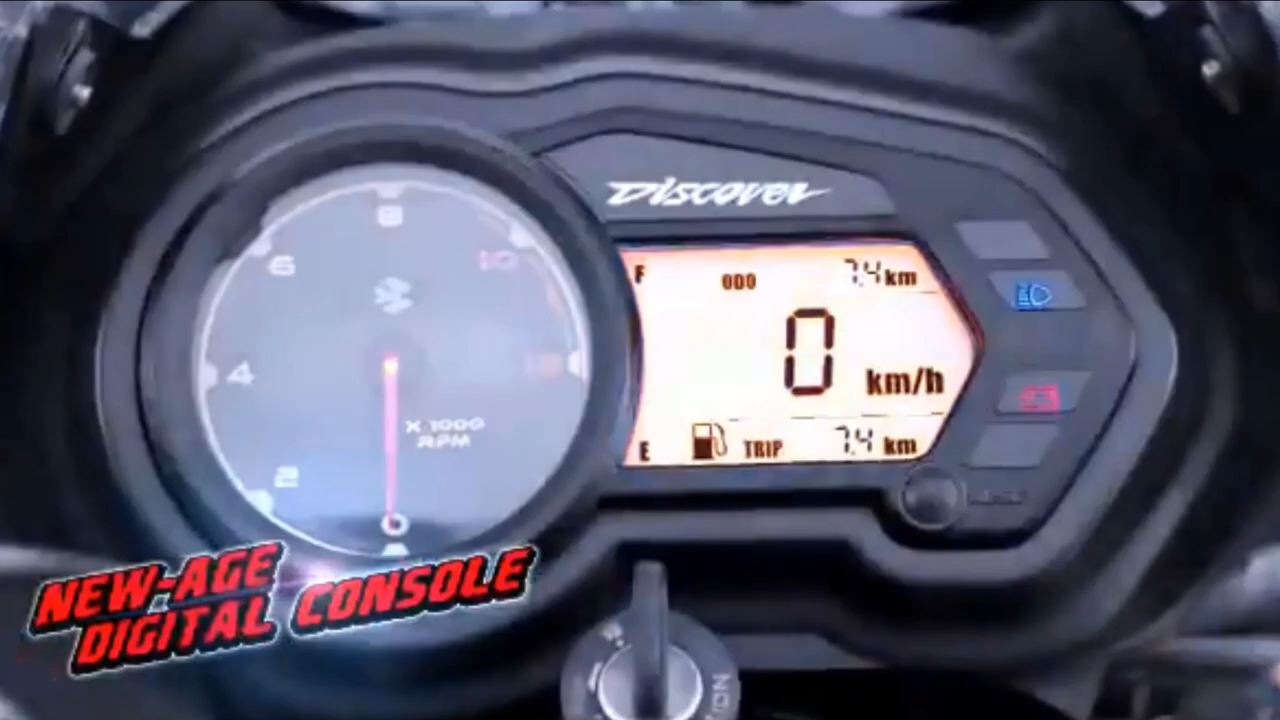 Discover
8
6
10
4
2
0
X 1000
RPM
F
ODO
7.4 km
0
km/h
E
TRIP
7.4 km
NEW-AGE
DIGITAL CONSOLE